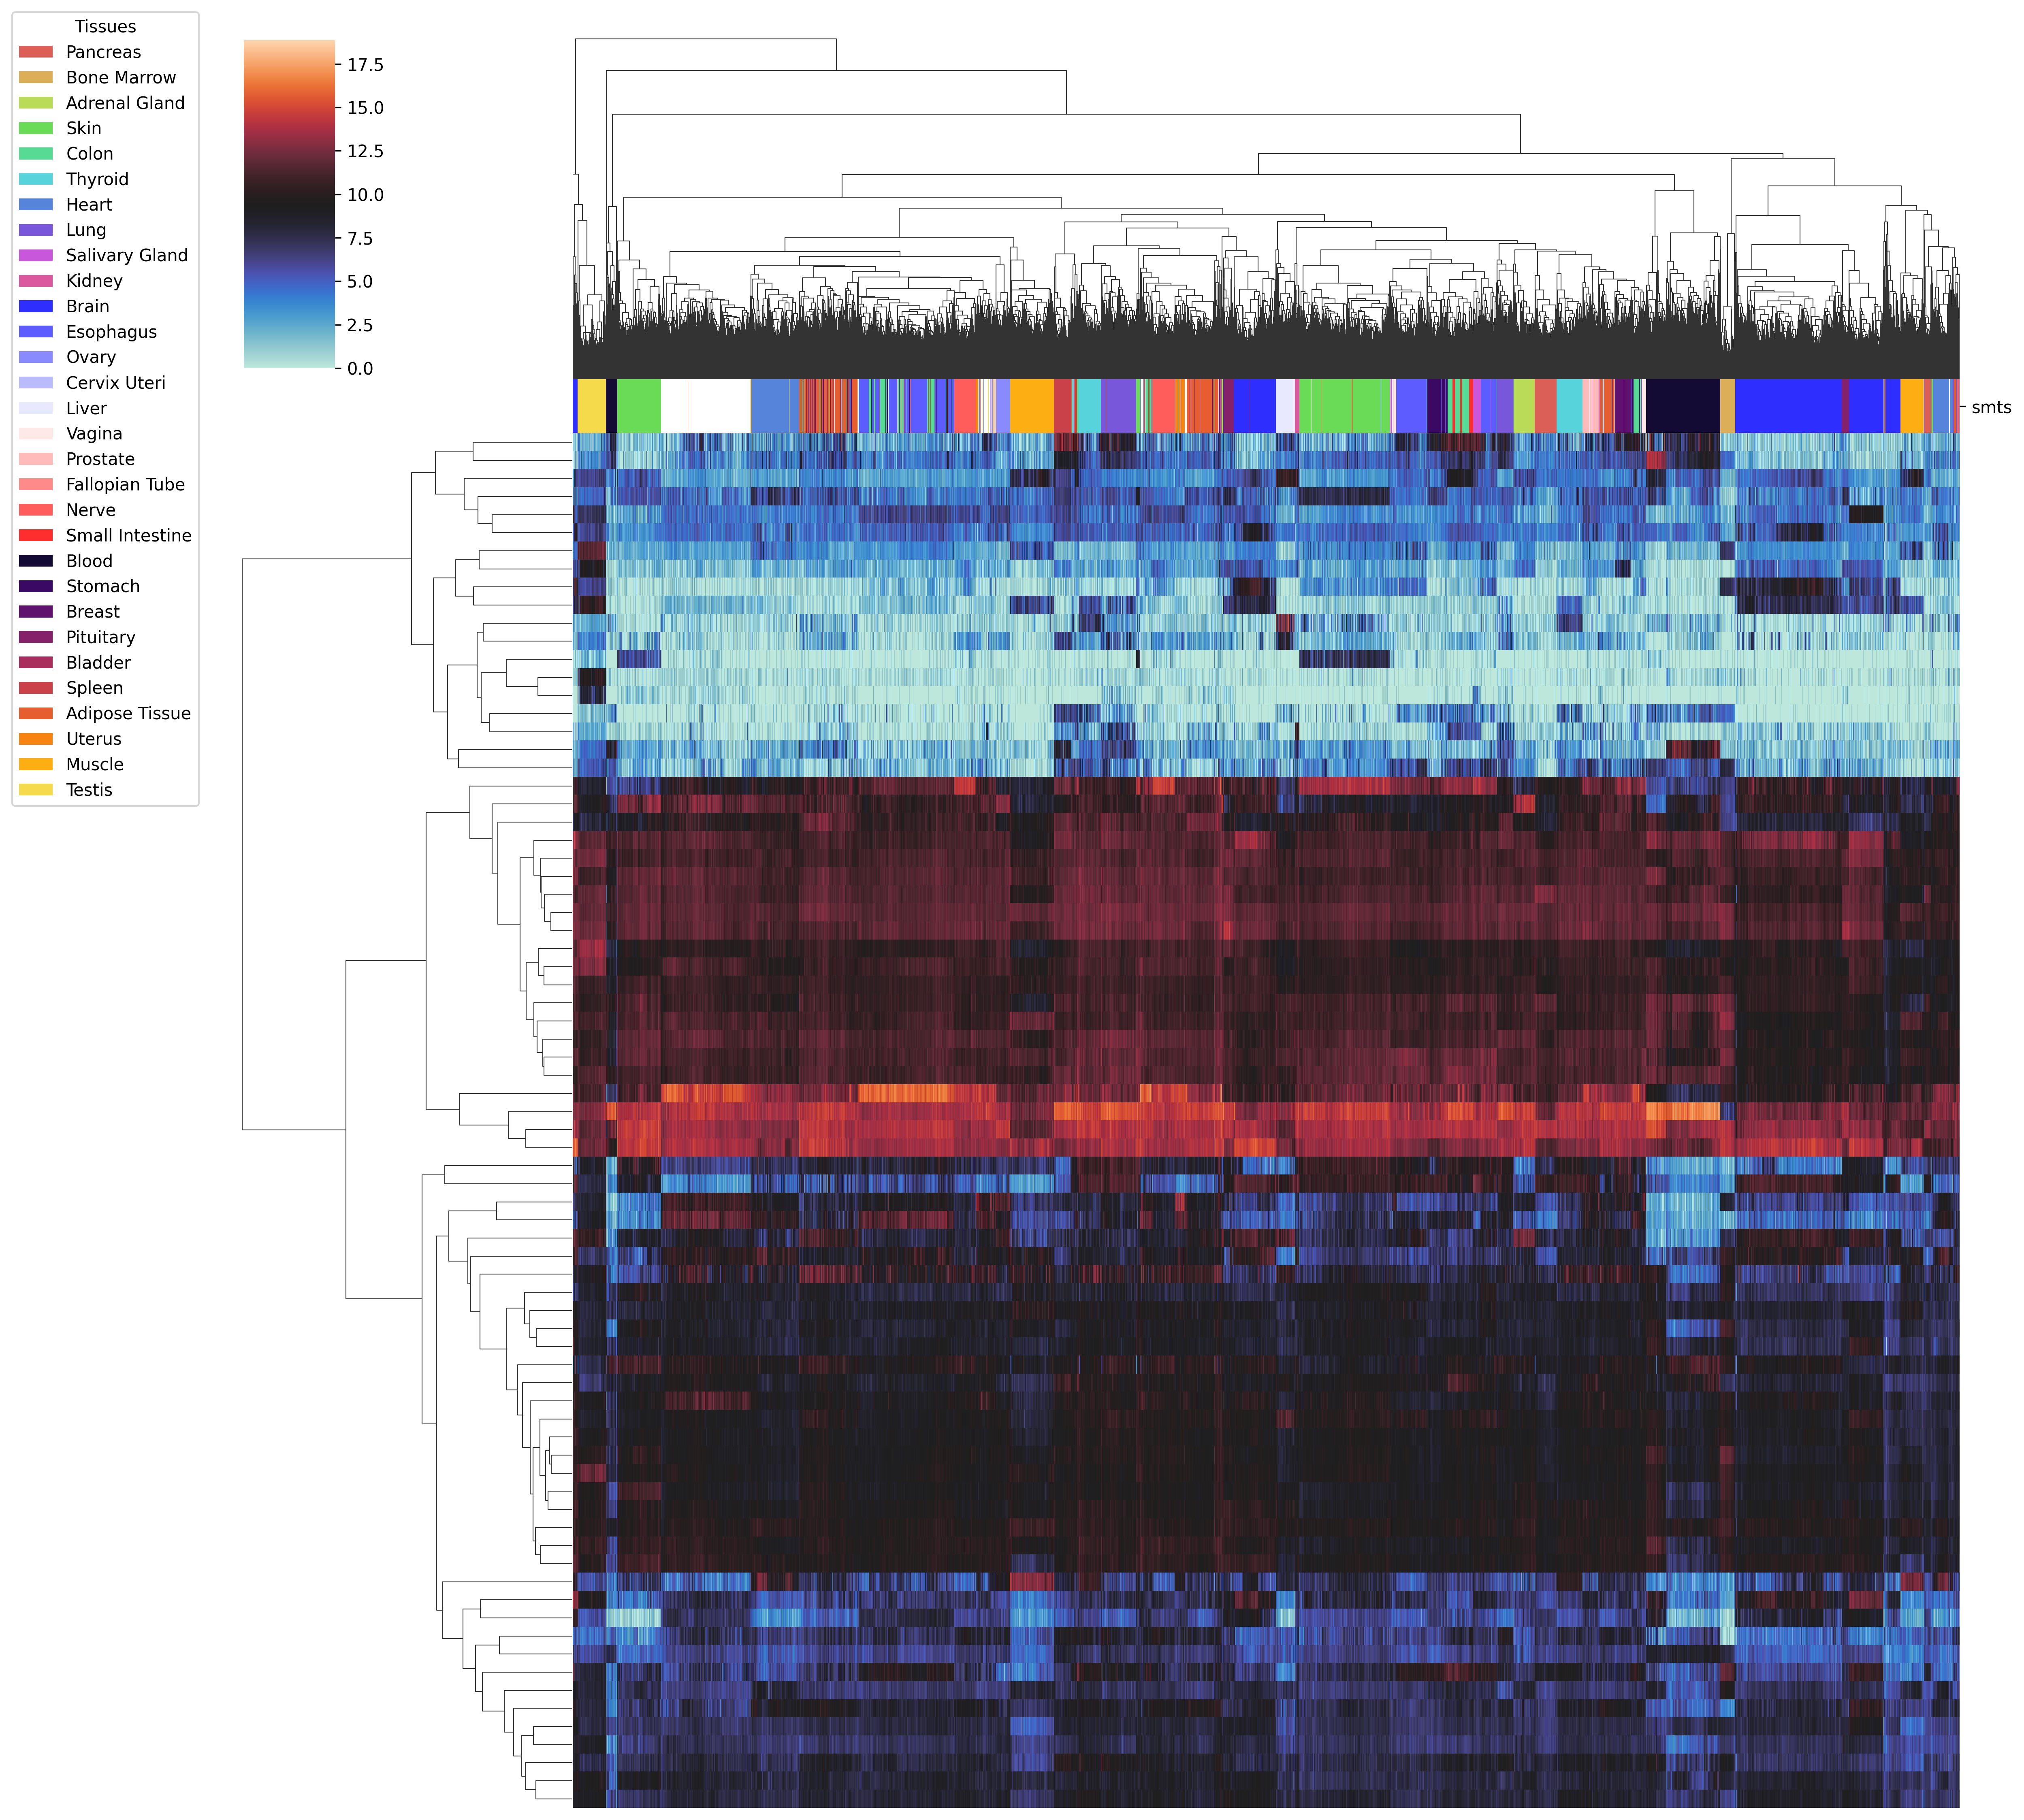 Tissues
Pancreas
Bone Marrow
Adrenal Gland
Skin
Colon
Thyroid
Heart
Lung
Salivary Gland
Kidney
Brain
Esophagus
Ovary
Cervix Uteri
Liver
Vagina
Prostate
Fallopian Tube
Nerve
Small Intestine
Blood
Stomach
Breast
Pituitary
Bladder
Spleen
Adipose Tissue
Uterus
Muscle
Testis
17.5
15.0
12.5
10.0
7.5
5.0
2.5
0.0
smts